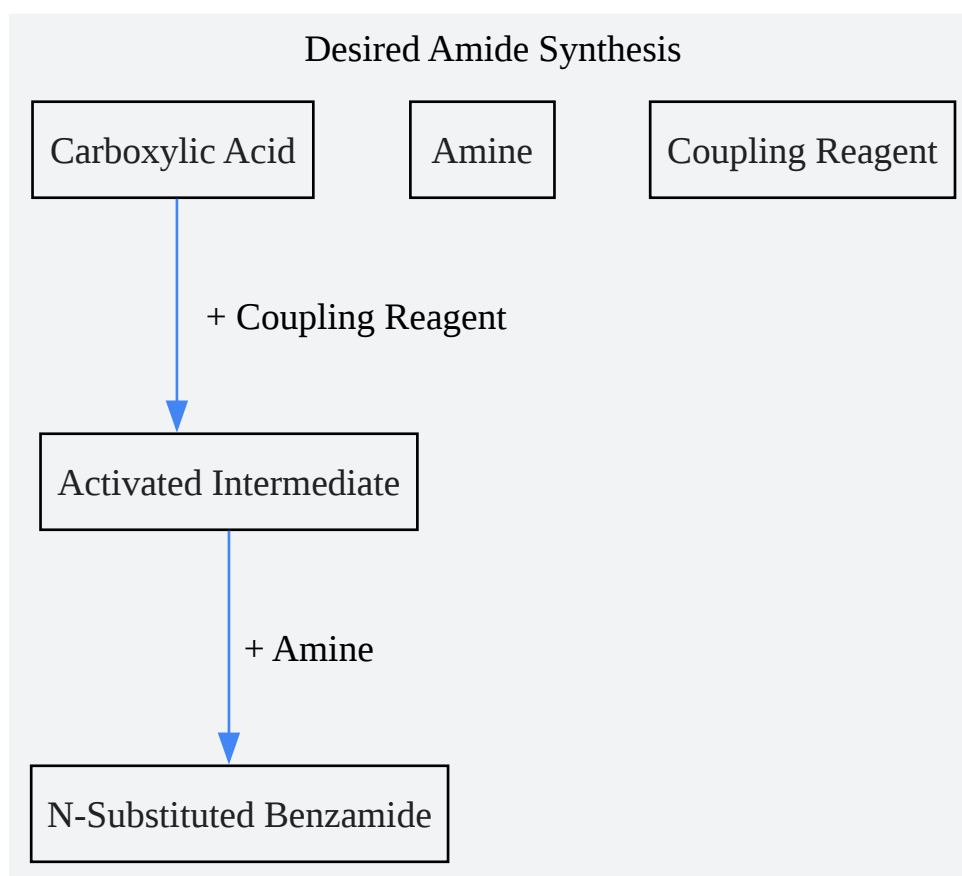 Desired Amide Synthesis
Carboxylic Acid
Amine
Coupling Reagent
+ Coupling Reagent
Activated Intermediate
+ Amine
N-Substituted Benzamide